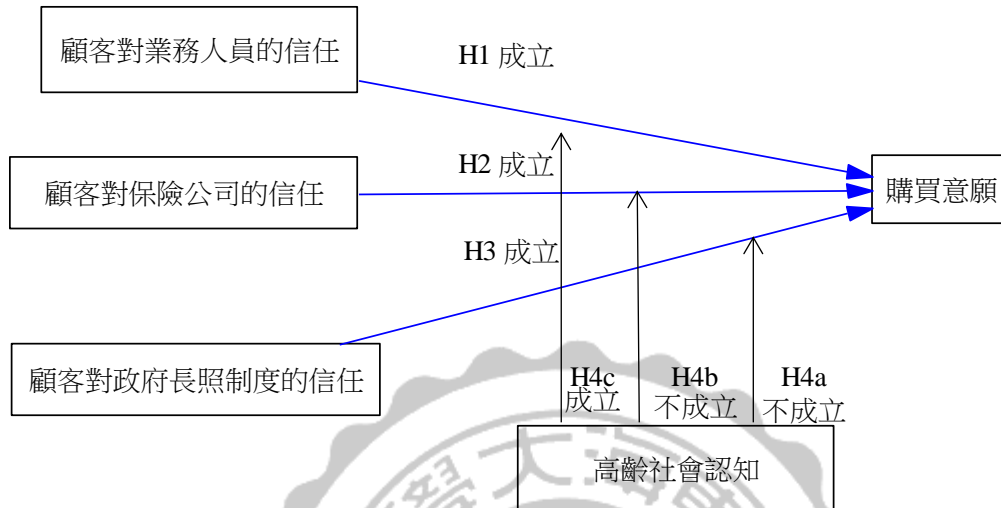 顧客對業務人員的信任
H1 成立
H2 成立
顧客對保險公司的信任
購買意願
H3 成立
顧客對政府長照制度的信任
H4c
成立
H4b
不成立
H4a
不成立
高齡社會認知
學大海